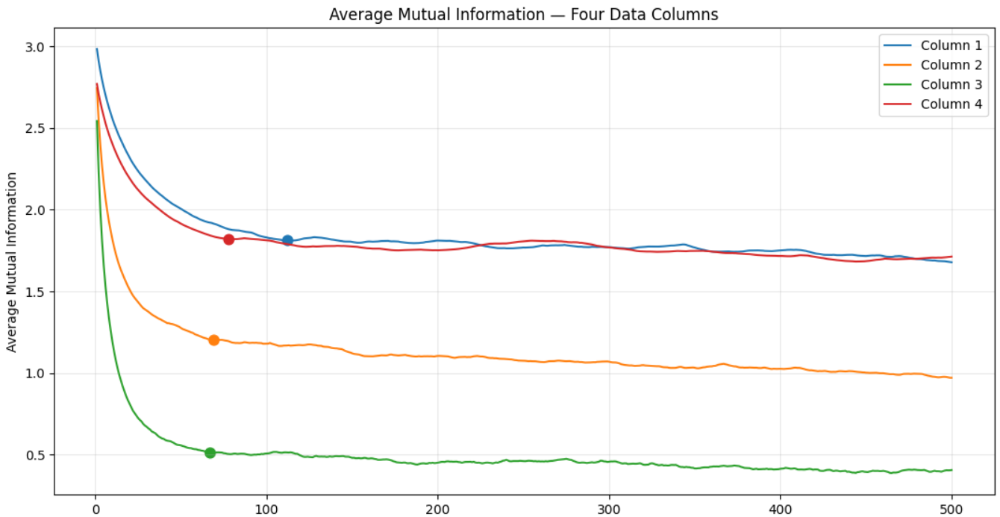 Average Mutual Information — Four Data Columns
Average Mutual Information
3.0
2.5
2.0
1.5
1.0
0.5
0
100
200
300
400
500
Column 1
Column 2
Column 3
Column 4